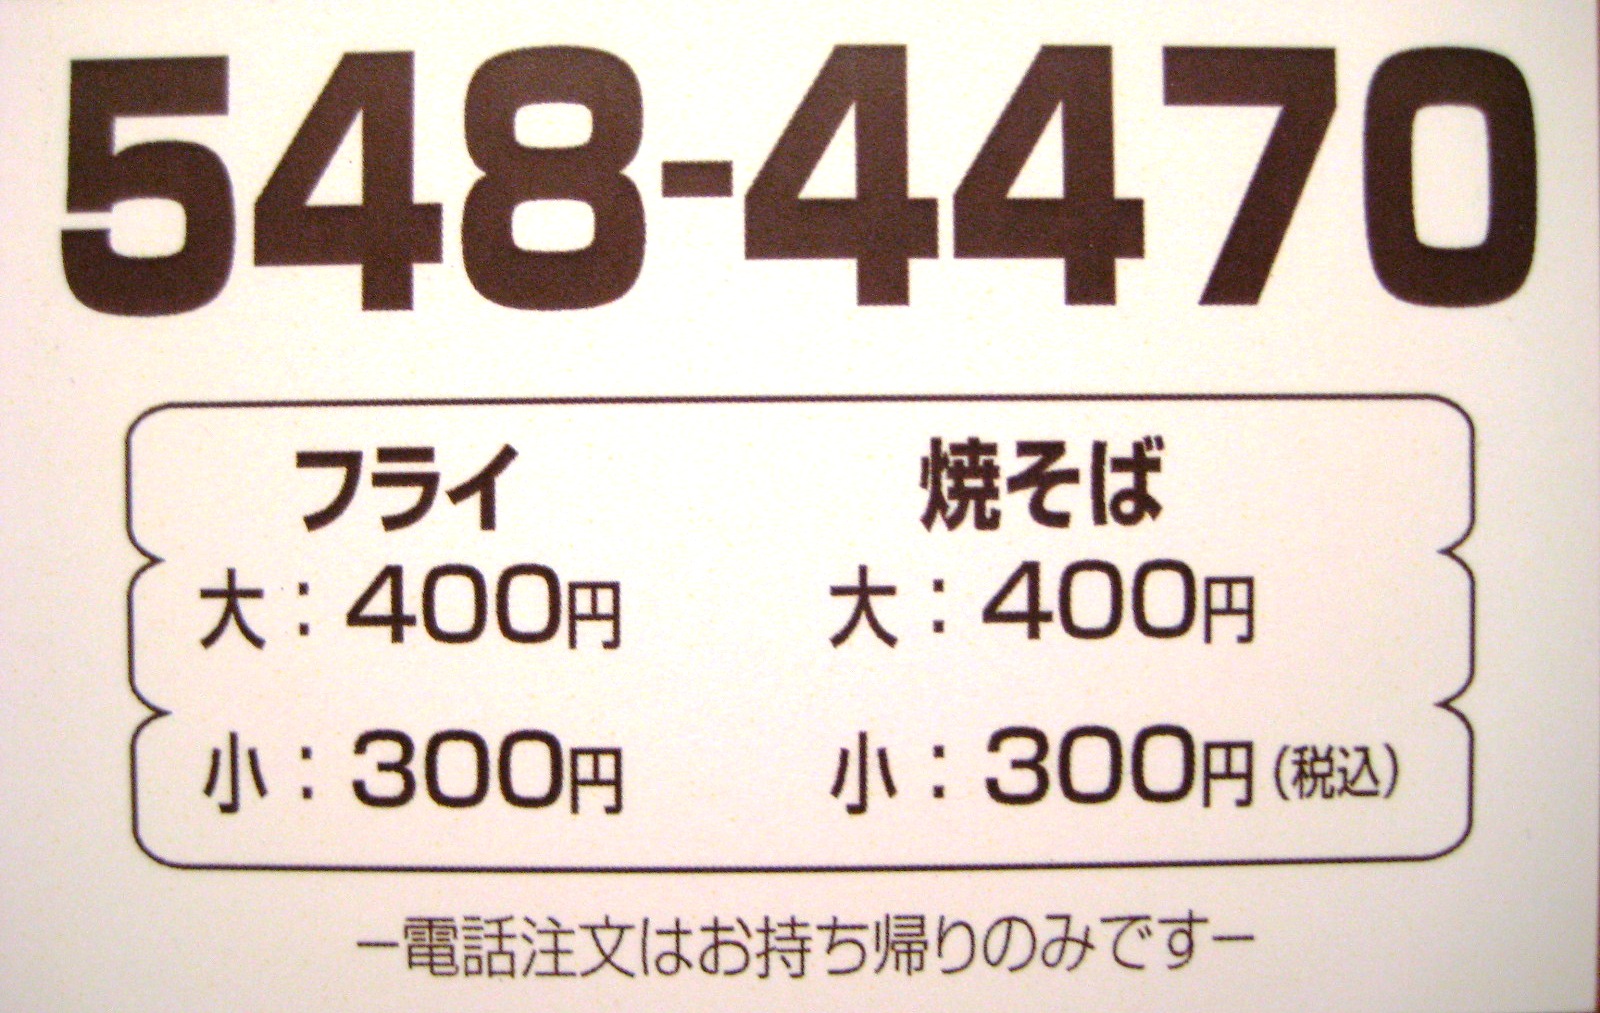 548-4470
フライ 焼そば
大：400円 大：400円
小：300円 小：300円（税込）
－電話注文はお持ち帰りのみです－